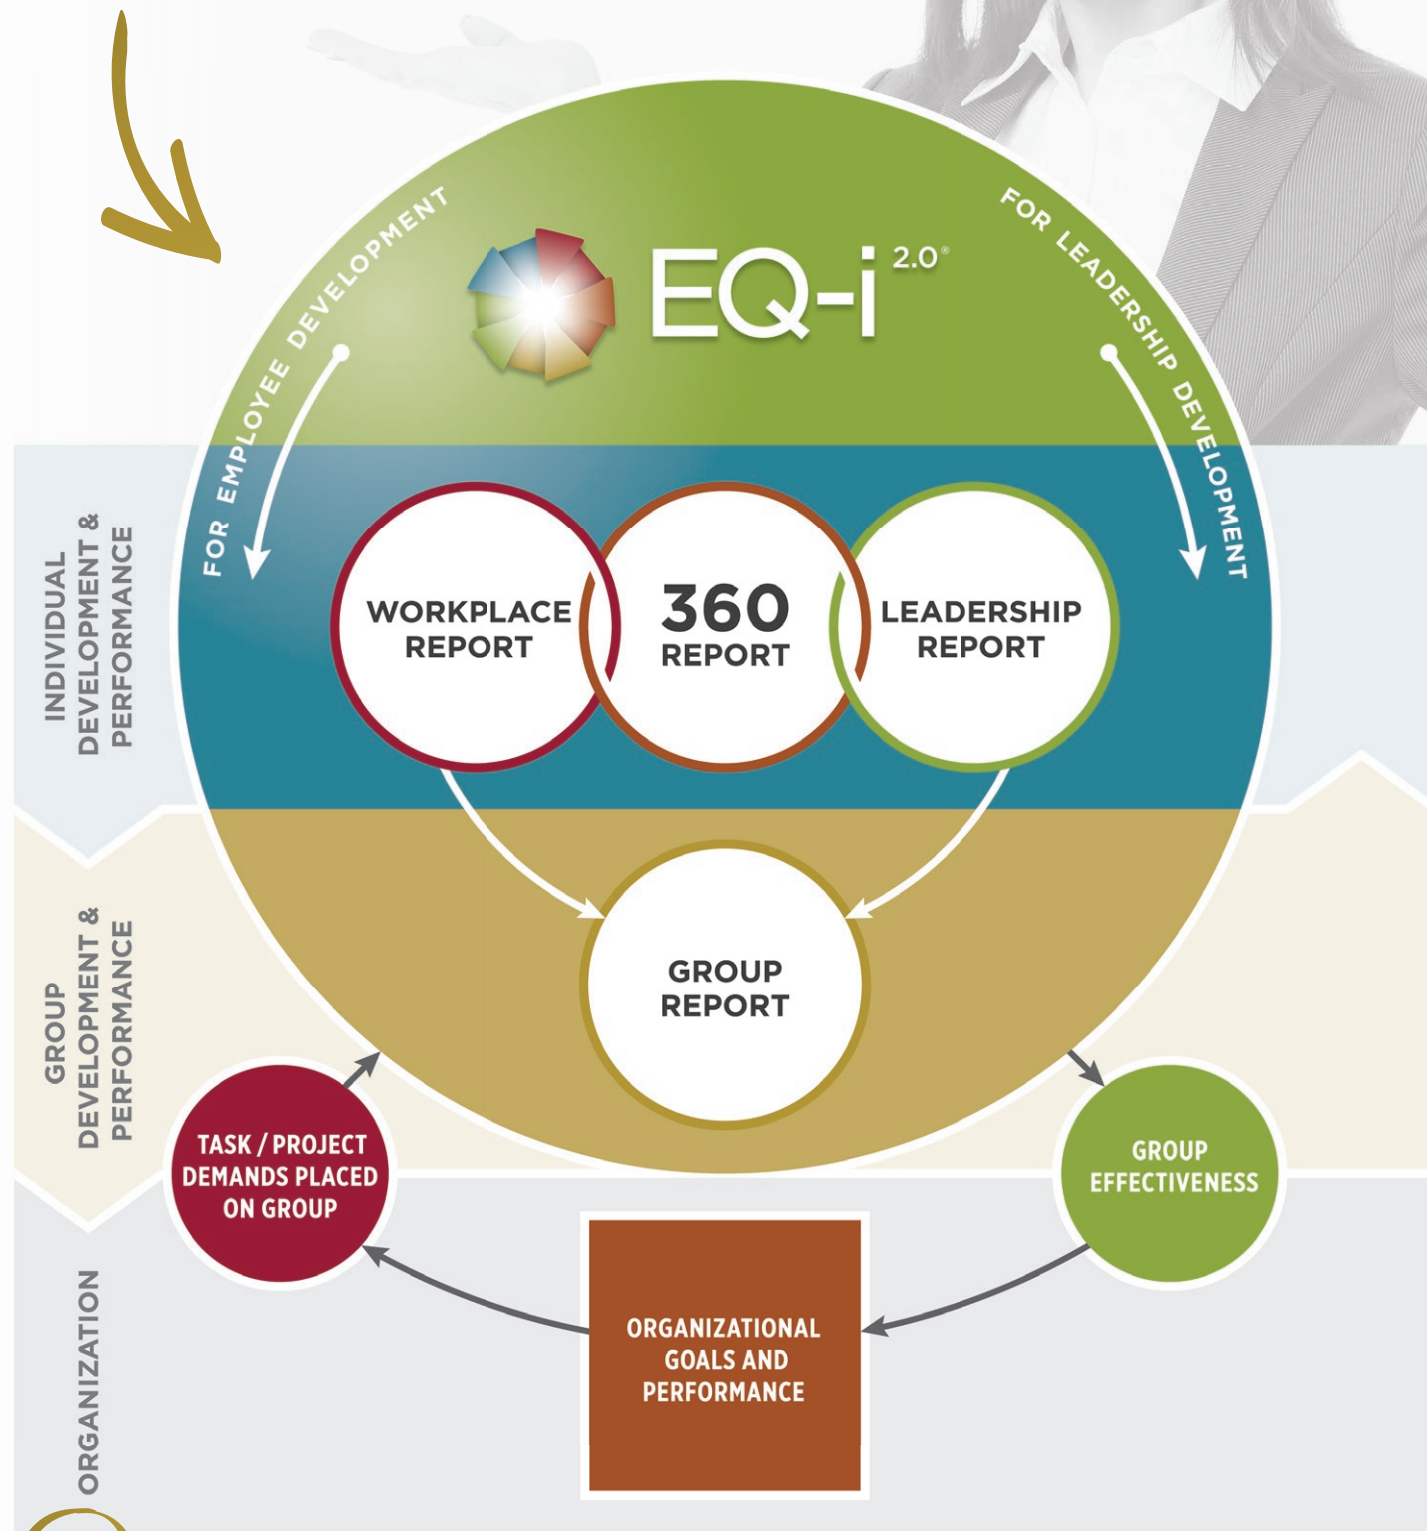 FOR EMPLOYEE DEVELOPMENT
FOR LEADERSHIP DEVELOPMENT
EQ-i 2.0®
INDIVIDUAL
DEVELOPMENT &
PERFORMANCE
WORKPLACE
REPORT
360
REPORT
LEADERSHIP
REPORT
GROUP
DEVELOPMENT &
PERFORMANCE
GROUP
REPORT
TASK / PROJECT
DEMANDS PLACED
ON GROUP
GROUP
EFFECTIVENESS
ORGANIZATION
ORGANIZATIONAL
GOALS AND
PERFORMANCE